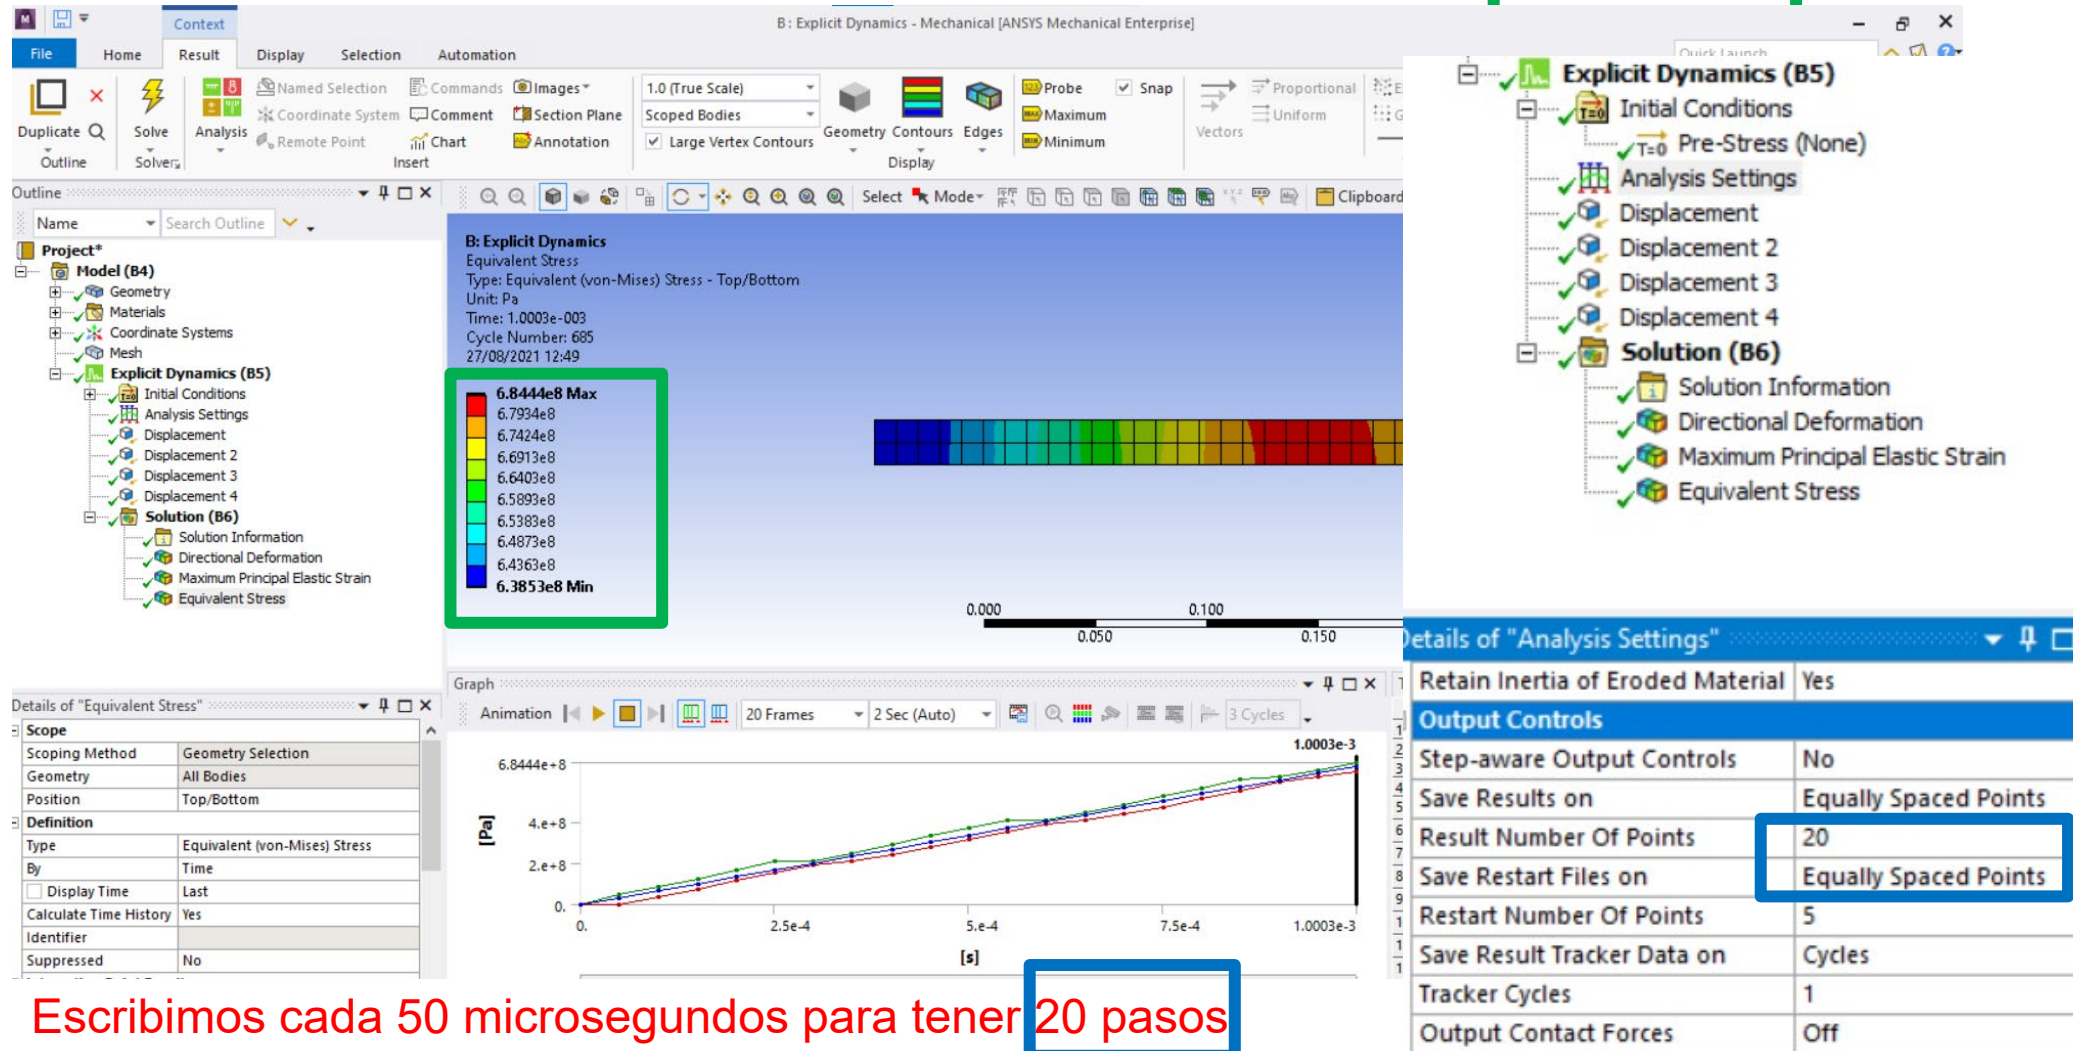 Context
B : Explicit Dynamics - Mechanical [ANSYS Mechanical Enterprise]
File Home Result Display Selection Automation
Quick Launch
Duplicate
Outline
Solve
Solver
Analysis
Named Selection
Coordinate System
Remote Point
Commands
Comment
Chart
Images
Section Plane
Annotation
Insert
1.0 (True Scale)
Scoped Bodies
Large Vertex Contours
Geometry Contours Edges
Display
Probe
Maximum
Minimum
Snap
Vectors
Proportional
Uniform
Outline
Name Search Outline
Select Mode Clipboard
Project*
Model (B4)
Geometry
Materials
Coordinate Systems
Mesh
Explicit Dynamics (B5)
Initial Conditions
Analysis Settings
Displacement
Displacement 2
Displacement 3
Displacement 4
Solution (B6)
Solution Information
Directional Deformation
Maximum Principal Elastic Strain
Equivalent Stress
B: Explicit Dynamics
Equivalent Stress
Type: Equivalent (von-Mises) Stress - Top/Bottom
Unit: Pa
Time: 1.0003e-003
Cycle Number: 685
27/08/2021 12:49
6.8444e8 Max
6.7934e8
6.7424e8
6.6913e8
6.6403e8
6.5893e8
6.5383e8
6.4873e8
6.4363e8
6.3853e8 Min
0.000 0.100
0.050 0.150
Explicit Dynamics (B5)
Initial Conditions
T=0 Pre-Stress (None)
Analysis Settings
Displacement
Displacement 2
Displacement 3
Displacement 4
Solution (B6)
Solution Information
Directional Deformation
Maximum Principal Elastic Strain
Equivalent Stress
Details of "Equivalent Stress"
Scope
Scoping Method Geometry Selection
Geometry All Bodies
Position Top/Bottom
Definition
Type Equivalent (von-Mises) Stress
By Time
Display Time Last
Calculate Time History Yes
Identifier
Suppressed No
Graph
Animation 20 Frames 2 Sec (Auto) 3 Cycles
1.0003e-3
6.8444e+8
4.e+8
2.e+8
0.
[Pa]
0. 2.5e-4 5.e-4 7.5e-4 1.0003e-3
[s]
Details of "Analysis Settings"
Retain Inertia of Eroded Material Yes
Output Controls
Step-aware Output Controls No
Save Results on Equally Spaced Points
Result Number Of Points 20
Save Restart Files on Equally Spaced Points
Restart Number Of Points 5
Save Result Tracker Data on Cycles
Tracker Cycles 1
Output Contact Forces Off
Escribimos cada 50 microsegundos para tener 20 pasos